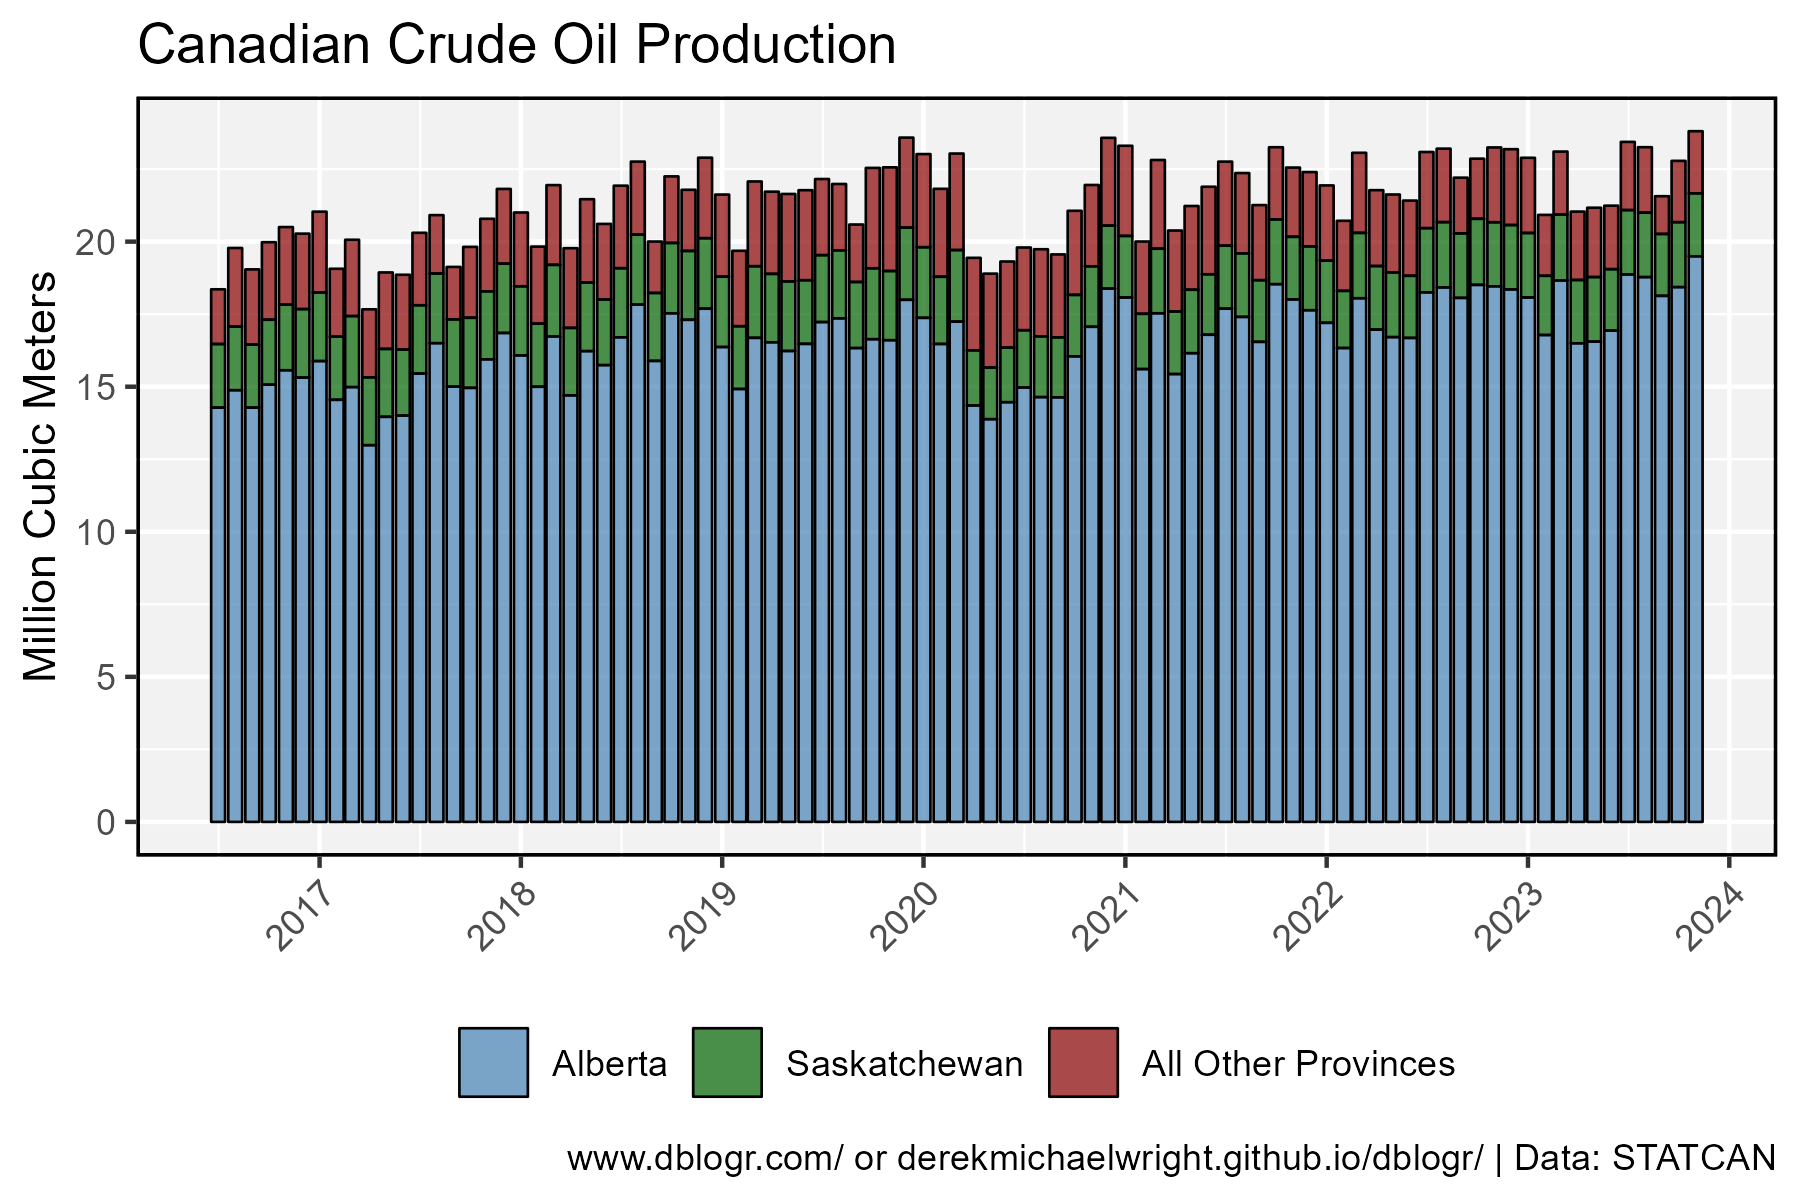 Canadian Crude Oil Production
Million Cubic Meters
20
15
10
5
0
2017
2018
2019
2020
2021
2022
2023
2024
Alberta
Saskatchewan
All Other Provinces
www.dblogr.com/ or derekmichaelwright.github.io/dblogr/ | Data: STATCAN